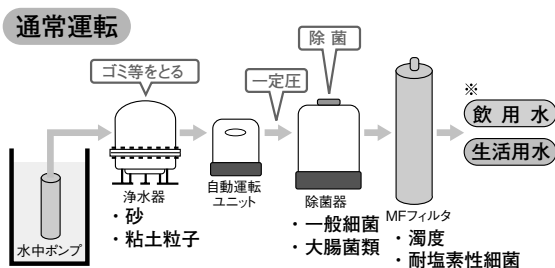 通常運転
ゴミ等をとる
一定圧
除菌
※
飲用水
生活用水
水中ポンプ
浄水器
・砂
・粘土粒子
自動運転
ユニット
除菌器
・一般細菌
・大腸菌類
MFフィルタ
・濁度
・耐塩素性細菌